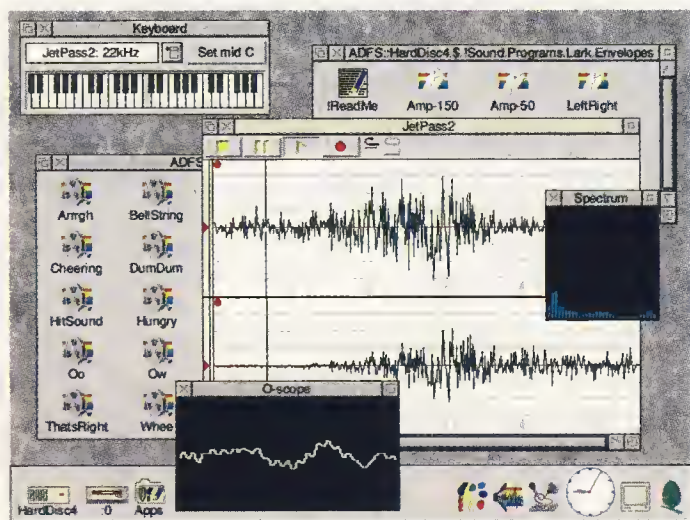 Keyboard
JetPass2: 22kHz Set mid C
ADFS::HardDisc4.$.!Sound.Programs.Lark.Envelopes
!ReadMe Amp-150 Amp-50 LeftRight
JetPass2
ADFS
Arrrgh BellString
Cheering DumDum
HitSound Hungry
Oo Ow
ThatsRight Whee
Spectrum
O-scope
HardDisc4 :0 Apps